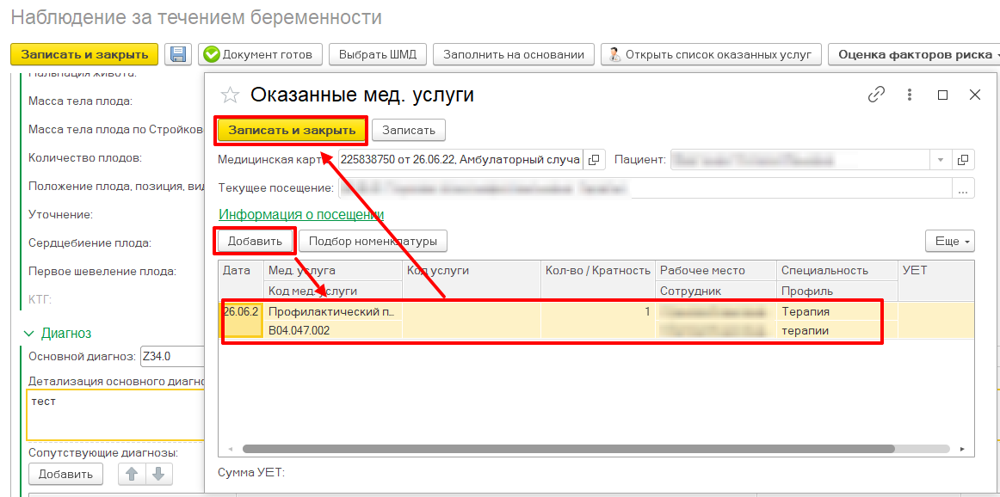 Наблюдение за течением беременности
Записать и закрыть Документ готов Выбрать ШМД Заполнить на основании Открыть список оказанных услуг Оценка факторов риска
Пальпация живота:
Масса тела плода:
Масса тела плода по Стройков
Количество плодов:
Положение плода, позиция, вид
Уточнение:
Сердцебиение плода:
Первое шевеление плода:
КТГ:
Диагноз
Основной диагноз: Z34.0
Детализация основного диагно
тест
Сопутствующие диагнозы:
Добавить
Оказанные мед. услуги
Записать и закрыть Записать
Медицинская карт 225838750 от 26.06.22, Амбулаторный случа Пациент:
Текущее посещение: ...
Информация о посещении
Добавить Подбор номенклатуры Еще
Дата Мед. услуга Код услуги Кол-во / Кратность Рабочее место Специальность УЕТ
Код мед. услуги Сотрудник Профиль
26.06.2 Профилактический п... 1 Терапия
B04.047.002 терапии
Сумма УЕТ: